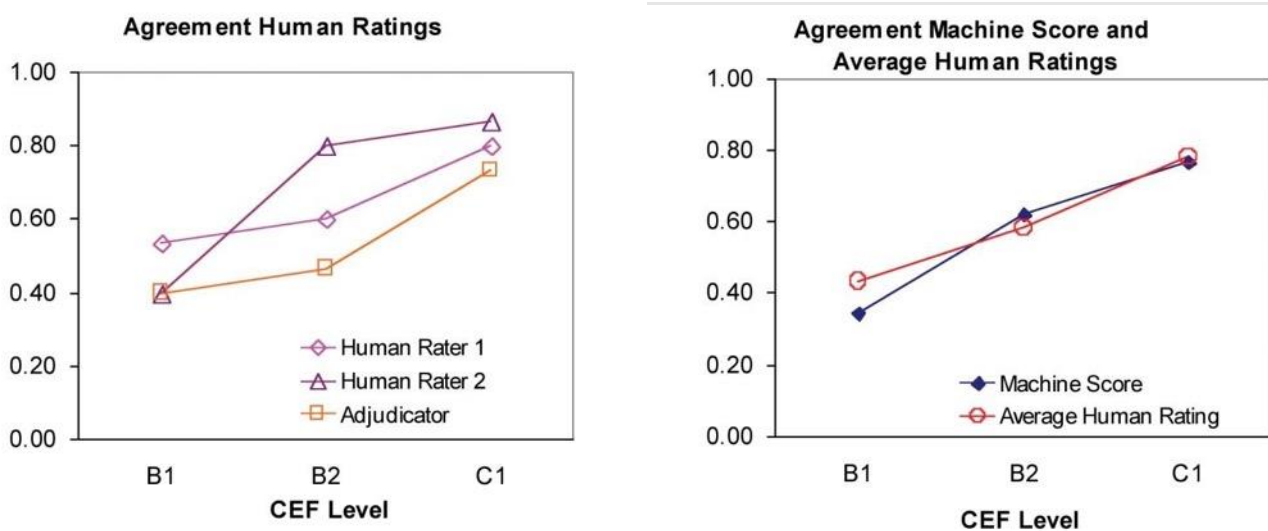 Agreement Human Ratings
1.00
0.80
0.60
0.40
0.20
0.00
Human Rater 1
Human Rater 2
Adjudicator
B1 B2 C1
CEF Level
Agreement Machine Score and
Average Human Ratings
1.00
0.80
0.60
0.40
0.20
0.00
Machine Score
Average Human Rating
B1 B2 C1
CEF Level